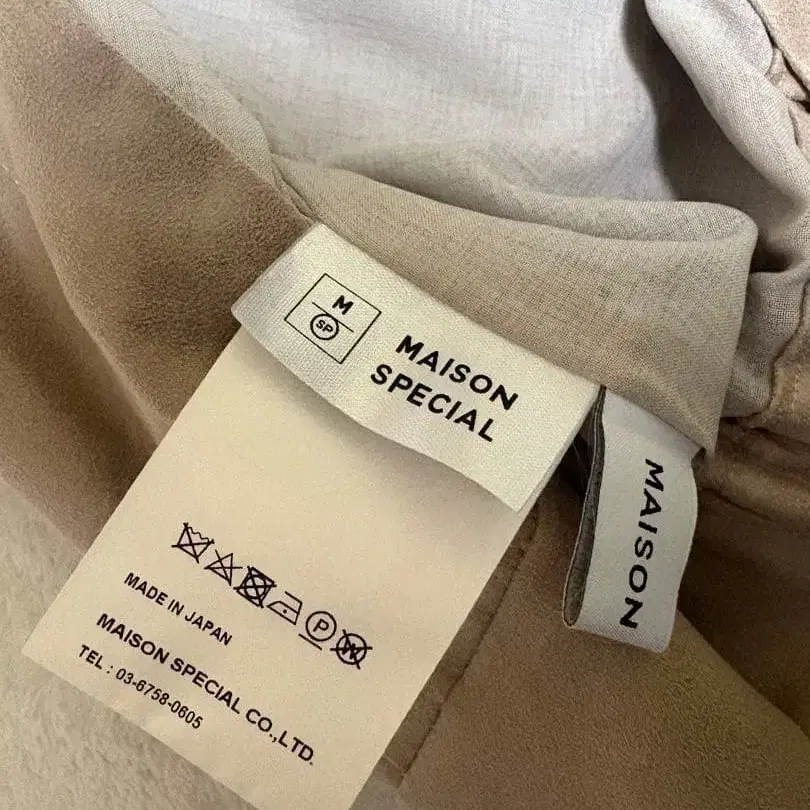 M
SP
MAISON
SPECIAL
MAISON
P
W
MADE IN JAPAN
MAISON SPECIAL CO.,LTD.
TEL : 03-6758-0605